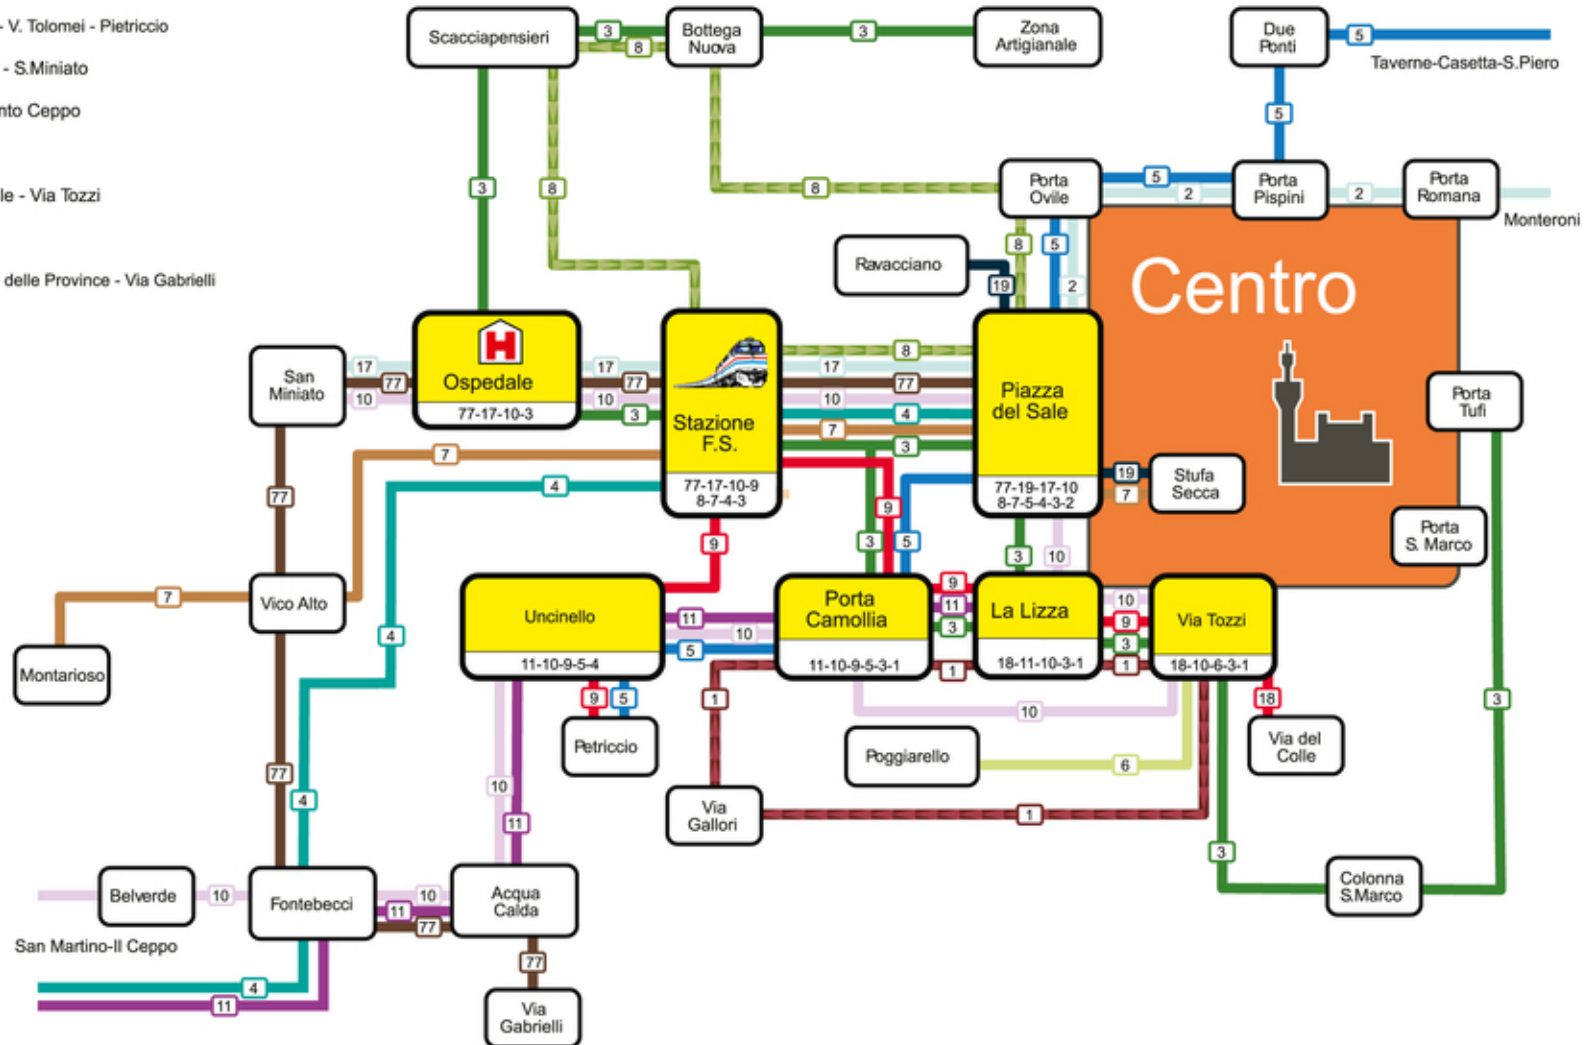 - V. Tolomei - Pietriccio
- S.Miniato
nto Ceppo
le - Via Tozzi
delle Province - Via Gabrielli
Scacciapensieri
3
8
Bottega
Nuova
3
Zona
Artigianale
Due
Ponti
5
Taverne-Casetta-S.Piero
5
3
8
8
Porta
Ovile
5
2
Porta
Pispini
2
Porta
Romana
Monteroni
Ravacciano
19
8
5
2
Centro
San
Miniato
17
77
10
H
Ospedale
77-17-10-3
17
77
10
3
Stazione
F.S.
77-17-10-9
8-7-4-3
8
17
77
10
4
7
3
Piazza
del Sale
77-19-17-10
8-7-5-4-3-2
19
7
Stufa
Secca
Porta
Tufi
Porta
S. Marco
7
4
77
9
9
3
5
3
10
7
Vico Alto
Montarioso
4
Uncinello
11-10-9-5-4
11
10
5
Porta
Camollia
11-10-9-5-3-1
9
11
3
1
La Lizza
18-11-10-3-1
10
9
3
1
Via Tozzi
18-10-6-3-1
9
5
Petriccio
1
10
18
Via del
Colle
3
Poggiarello
6
77
4
10
11
Via
Gallori
1
3
Colonna
S.Marco
Belverde
10
Fontebecci
10
11
77
Acqua
Calda
San Martino-Il Ceppo
4
11
77
Via
Gabrielli